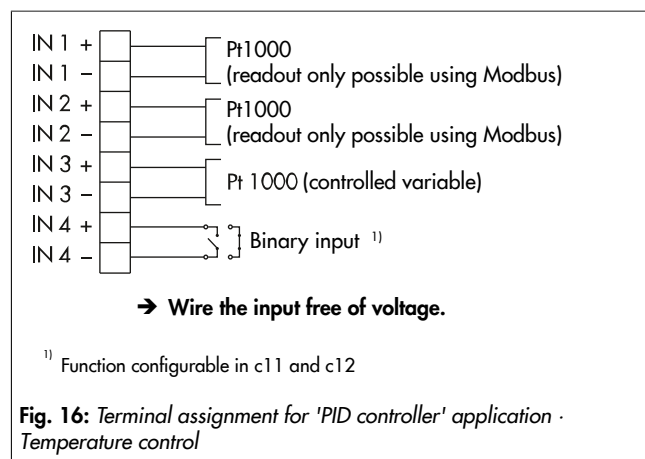 IN 1 +
Pt1000
IN 1 –
(readout only possible using Modbus)
IN 2 +
Pt1000
IN 2 –
(readout only possible using Modbus)
IN 3 +
Pt 1000 (controlled variable)
IN 3 –
IN 4 +
Binary input 1)
IN 4 –
➔ Wire the input free of voltage.
1) Function configurable in c11 and c12
Fig. 16: Terminal assignment for 'PID controller' application ·
Temperature control